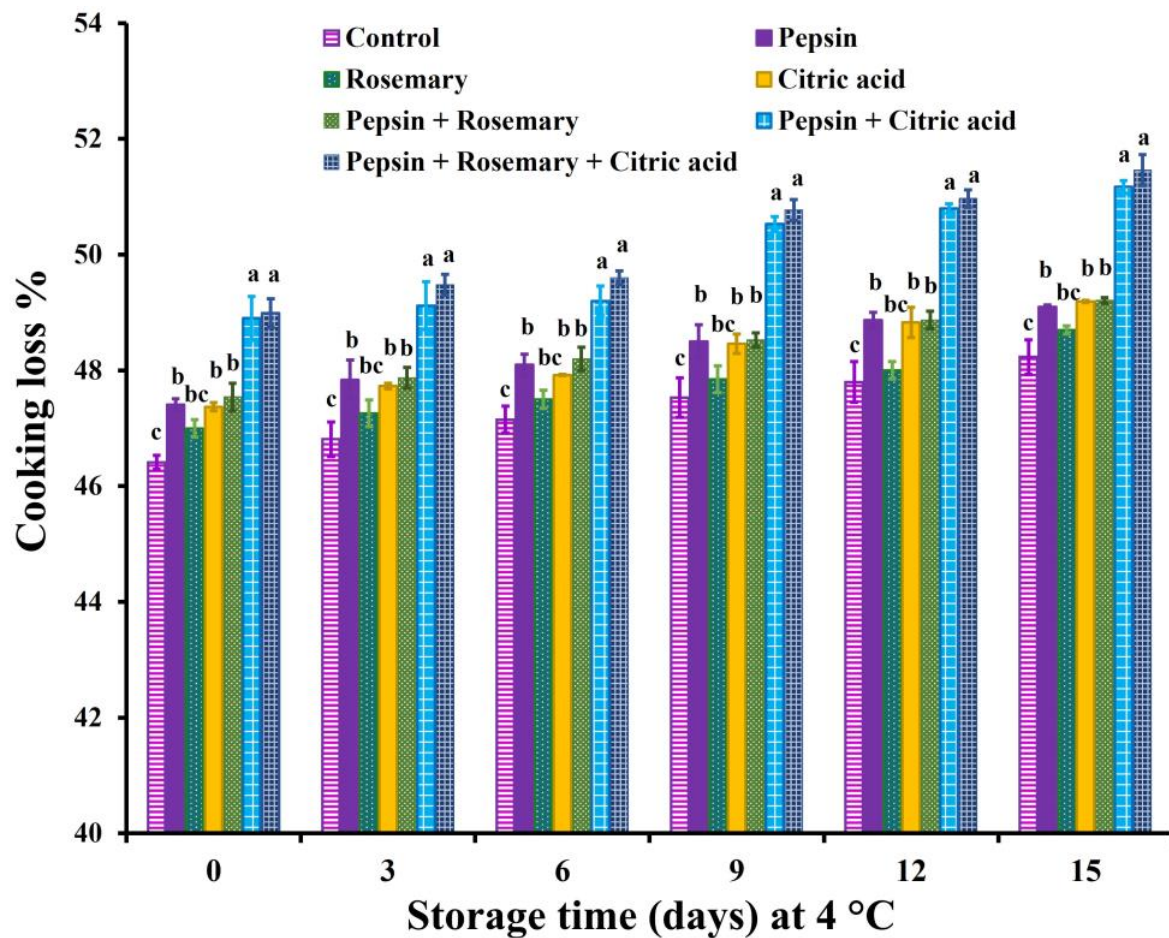 54
52
50
48
46
44
42
40
Cooking loss %
Control
Pepsin
Rosemary
Citric acid
Pepsin + Rosemary
Pepsin + Citric acid
Pepsin + Rosemary + Citric acid
c b bc b b a a
c b bc b b a a
c b bc b b a a
c b bc b b a a
c b bc b b a a
c b bc b b a a
0 3 6 9 12 15
Storage time (days) at 4 °C